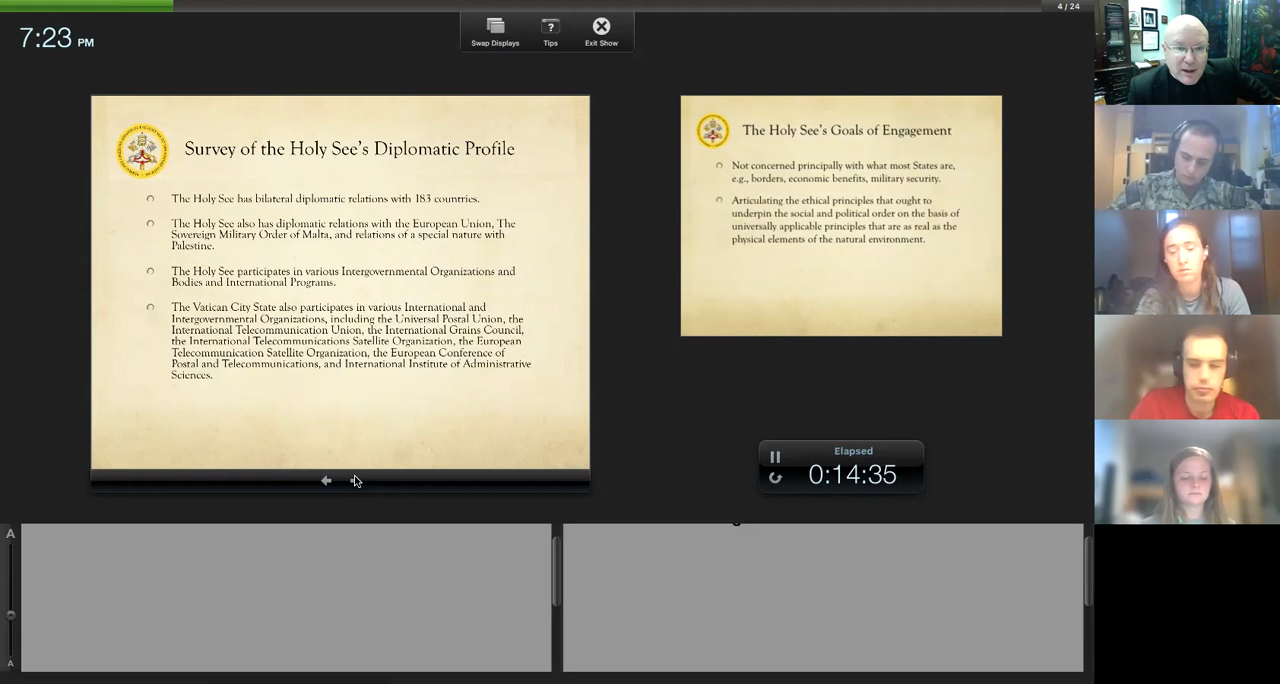 4 / 24
7:23 PM
Swap Displays
Tips
Exit Show
Survey of the Holy See's Diplomatic Profile
The Holy See has bilateral diplomatic relations with 183 countries.
The Holy See also has diplomatic relations with the European Union, The
Sovereign Military Order of Malta, and relations of a special nature with
Palestine.
The Holy See participates in various Intergovernmental Organizations and
Bodies and International Programs.
The Vatican City State also participates in various International and
Intergovernmental Organizations, including the Universal Postal Union, the
International Telecommunication Union, the International Grains Council,
the International Telecommunications Satellite Organization, the European
Telecommunication Satellite Organization, the European Conference of
Postal and Telecommunications, and International Institute of Administrative
Sciences.
The Holy See's Goals of Engagement
Not concerned principally with what most States are,
e.g., borders, economic benefits, military security.
Articulating the ethical principles that ought to
underpin the social and political order on the basis of
universally applicable principles that are as real as the
physical elements of the natural environment.
Elapsed
0:14:35
A
A